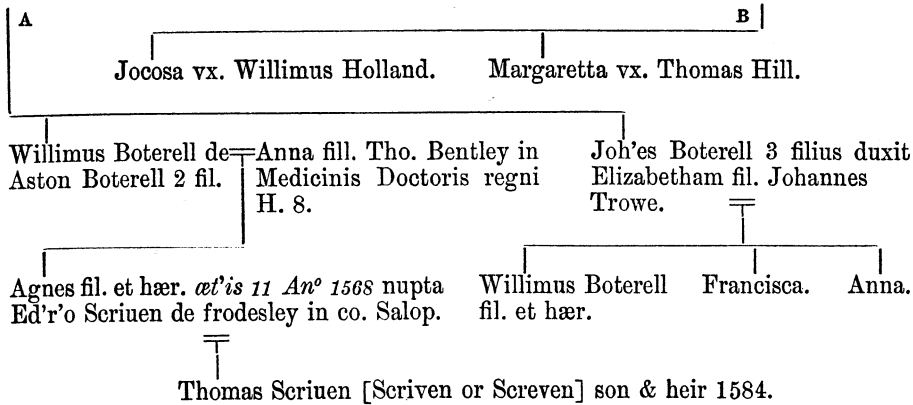 A
B
Jocosa vx. Willimus Holland.
Margaretta vx. Thomas Hill.
Willimus Boterell de
Aston Boterell 2 fil.
Anna fill. Tho. Bentley in
Medicinis Doctoris regni
H. 8.
Joh'es Boterell 3 filius duxit
Elizabetham fil. Johannes
Trowe.
Agnes fil. et hær. æt'is 11 Anº 1568 nupta
Ed'r'o Scriuen de frodesley in co. Salop.
Willimus Boterell
fil. et hær.
Francisca.
Anna.
Thomas Scriuen [Scriven or Screven] son & heir 1584.